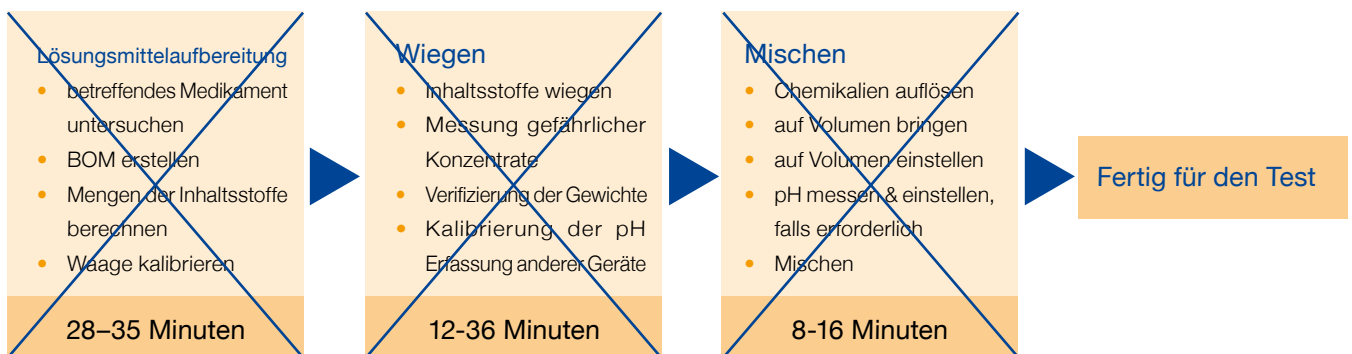 Lösungsmittelaufbereitung
• betreffendes Medikament
untersuchen
• BOM erstellen
• Mengen der Inhaltsstoffe
berechnen
• Waage kalibrieren
28–35 Minuten
Wiegen
• Inhaltsstoffe wiegen
• Messung gefährlicher
Konzentrate
• Verifizierung der Gewichte
• Kalibrierung der pH
Erfassung anderer Geräte
12-36 Minuten
Mischen
• Chemikalien auflösen
• auf Volumen bringen
• auf Volumen einstellen
• pH messen & einstellen,
falls erforderlich
• Mischen
8-16 Minuten
Fertig für den Test